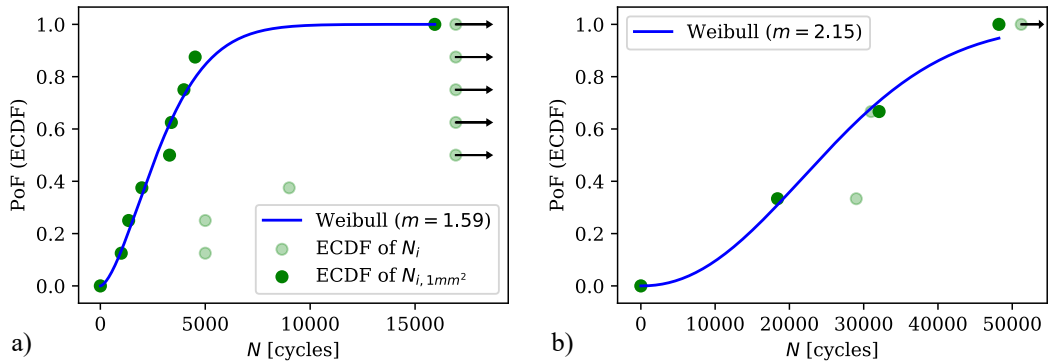 1.0
0.8
0.6
0.4
0.2
0.0
PoF (ECDF)
Weibull (m = 1.59)
ECDF of N_i
ECDF of N_{i, 1mm^2}
0
5000
10000
15000
N [cycles]
a)
1.0
0.8
0.6
0.4
0.2
0.0
PoF (ECDF)
Weibull (m = 2.15)
0
10000
20000
30000
40000
50000
N [cycles]
b)